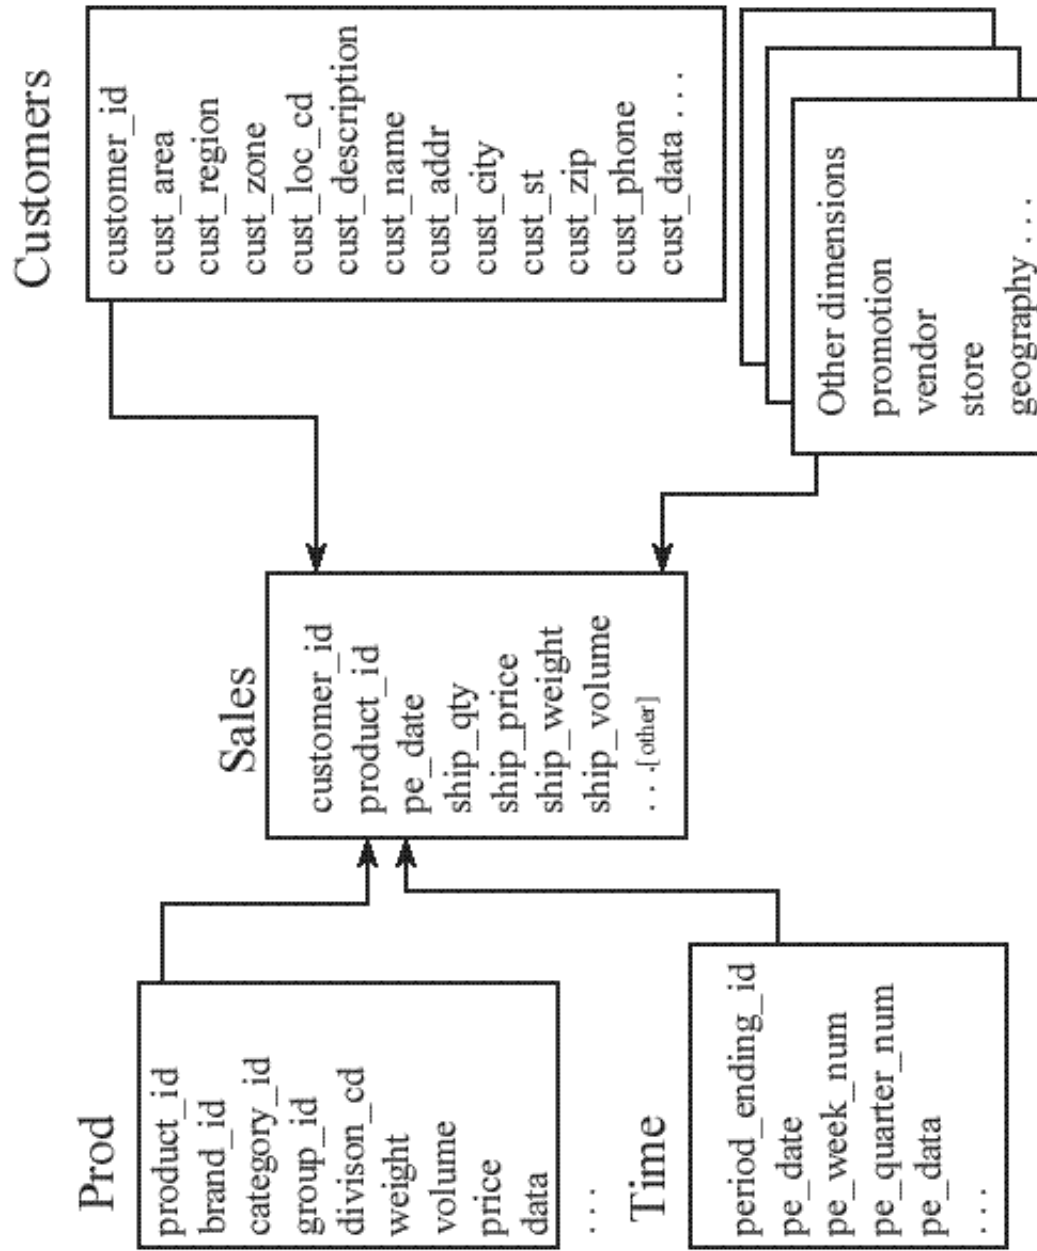 Prod
product_id
brand_id
category_id
group_id
divison_cd
weight
volume
price
data
. . .
Time
period_ending_id
pe_date
pe_week_num
pe_quarter_num
pe_data
. . .
Sales
customer_id
product_id
pe_date
ship_qty
ship_price
ship_weight
ship_volume
. . .[other]
Customers
customer_id
cust_area
cust_region
cust_zone
cust_loc_cd
cust_description
cust_name
cust_addr
cust_city
cust_st
cust_zip
cust_phone
cust_data . . .
Other dimensions
promotion
vendor
store
geography . . .